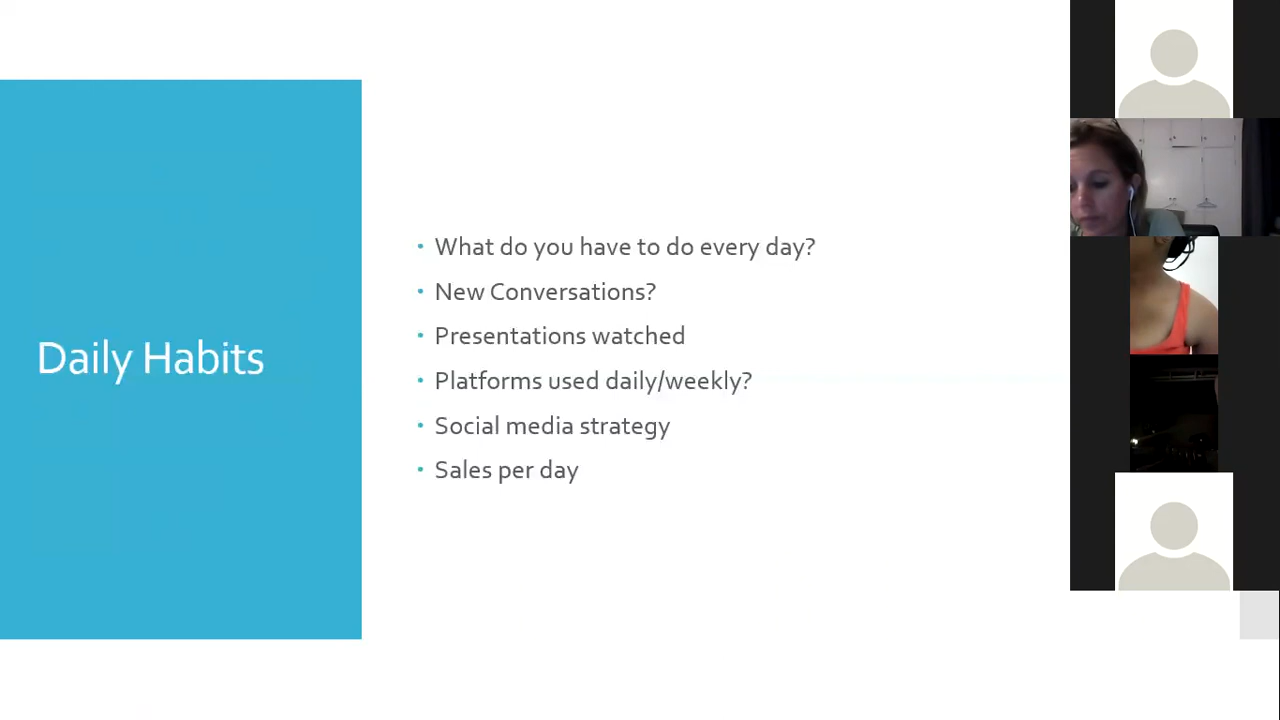 Daily Habits
What do you have to do every day?
New Conversations?
Presentations watched
Platforms used daily/weekly?
Social media strategy
Sales per day